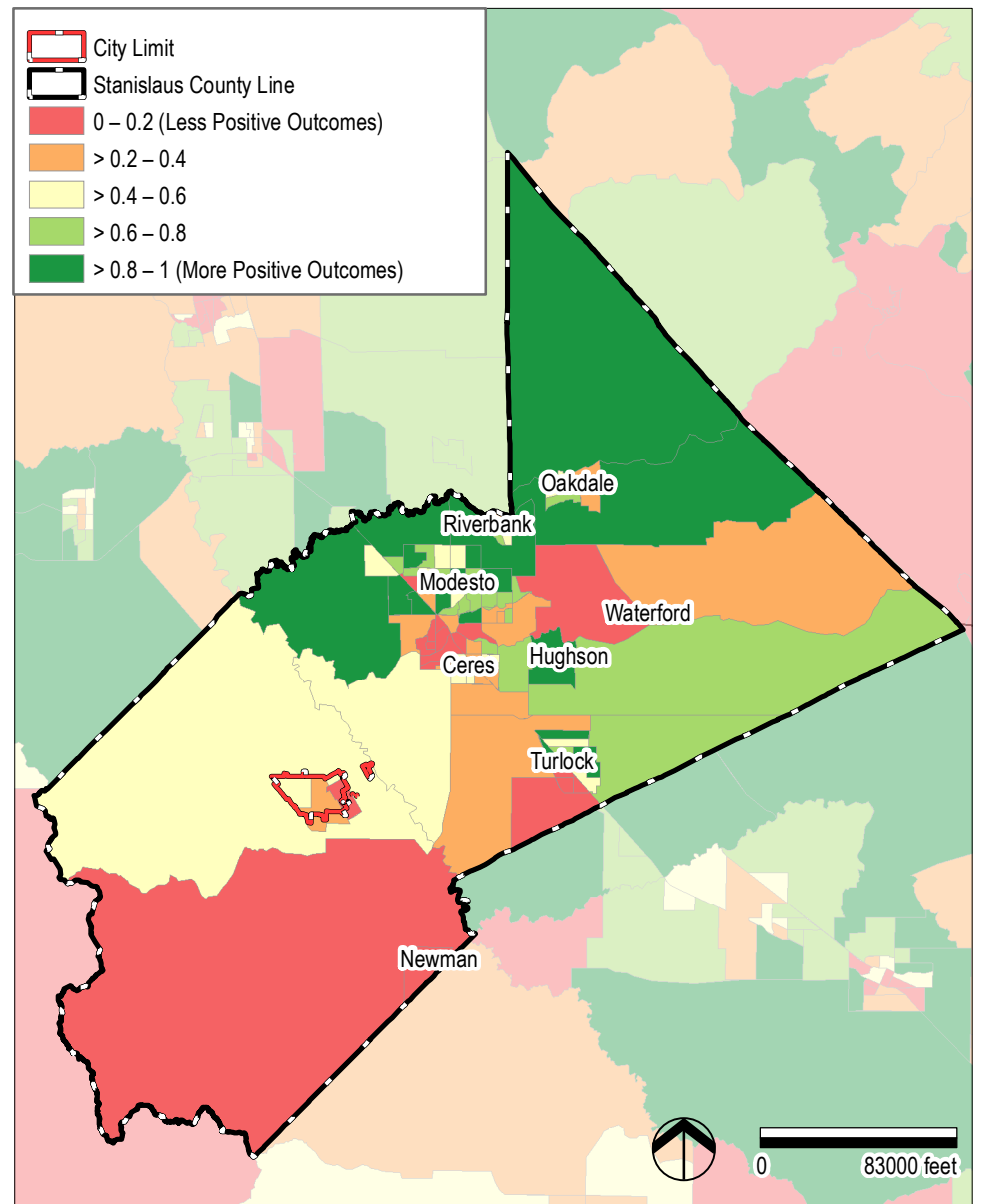 City Limit
Stanislaus County Line
0 – 0.2 (Less Positive Outcomes)
> 0.2 – 0.4
> 0.4 – 0.6
> 0.6 – 0.8
> 0.8 – 1 (More Positive Outcomes)
Oakdale
Riverbank
Modesto
Waterford
Hughson
Ceres
Turlock
Newman
0 83000 feet